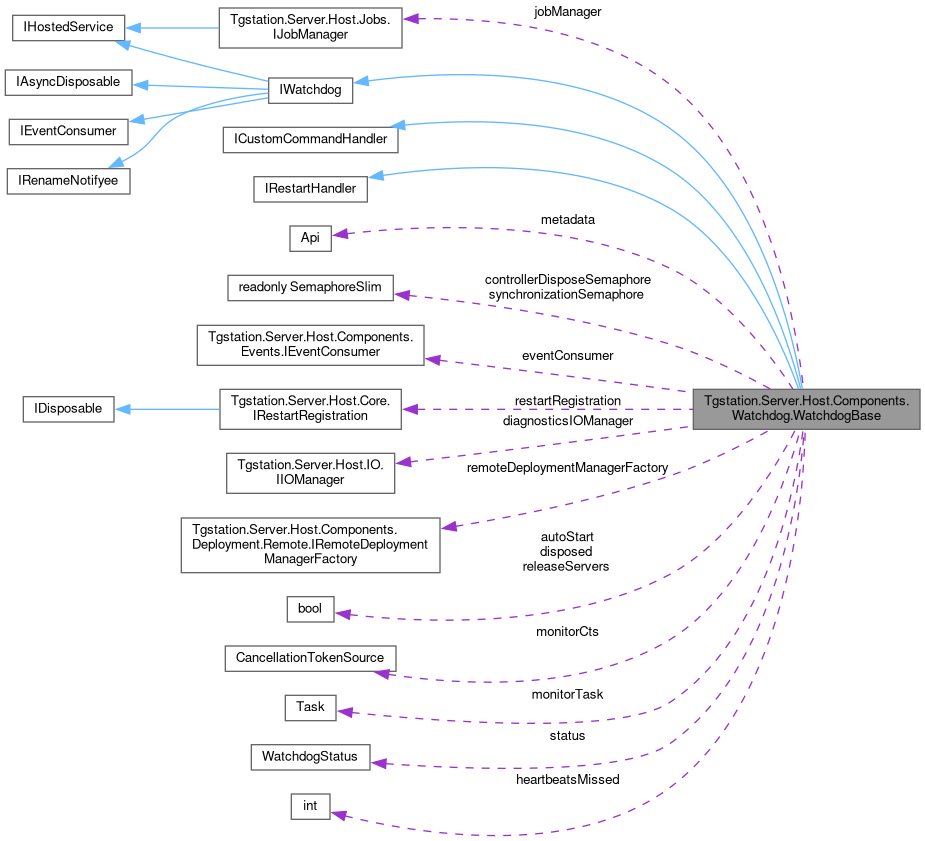 jobManager
IHostedService
Tgstation.Server.Host.Jobs.
IJobManager
IAsyncDisposable
IWatchdog
IEventConsumer
ICustomCommandHandler
IRenameNotifyee
IRestartHandler
metadata
Api
controllerDisposeSemaphore
synchronizationSemaphore
readonly SemaphoreSlim
Tgstation.Server.Host.Components.
Events.IEventConsumer
eventConsumer
IDisposable
Tgstation.Server.Host.Core.
IRestartRegistration
restartRegistration
Tgstation.Server.Host.Components.
Watchdog.WatchdogBase
diagnosticsIOManager
Tgstation.Server.Host.IO.
IIOManager
remoteDeploymentManagerFactory
Tgstation.Server.Host.Components.
Deployment.Remote.IRemoteDeployment
ManagerFactory
autoStart
disposed
releaseServers
bool
monitorCts
CancellationTokenSource
monitorTask
Task
status
WatchdogStatus
heartbeatsMissed
int